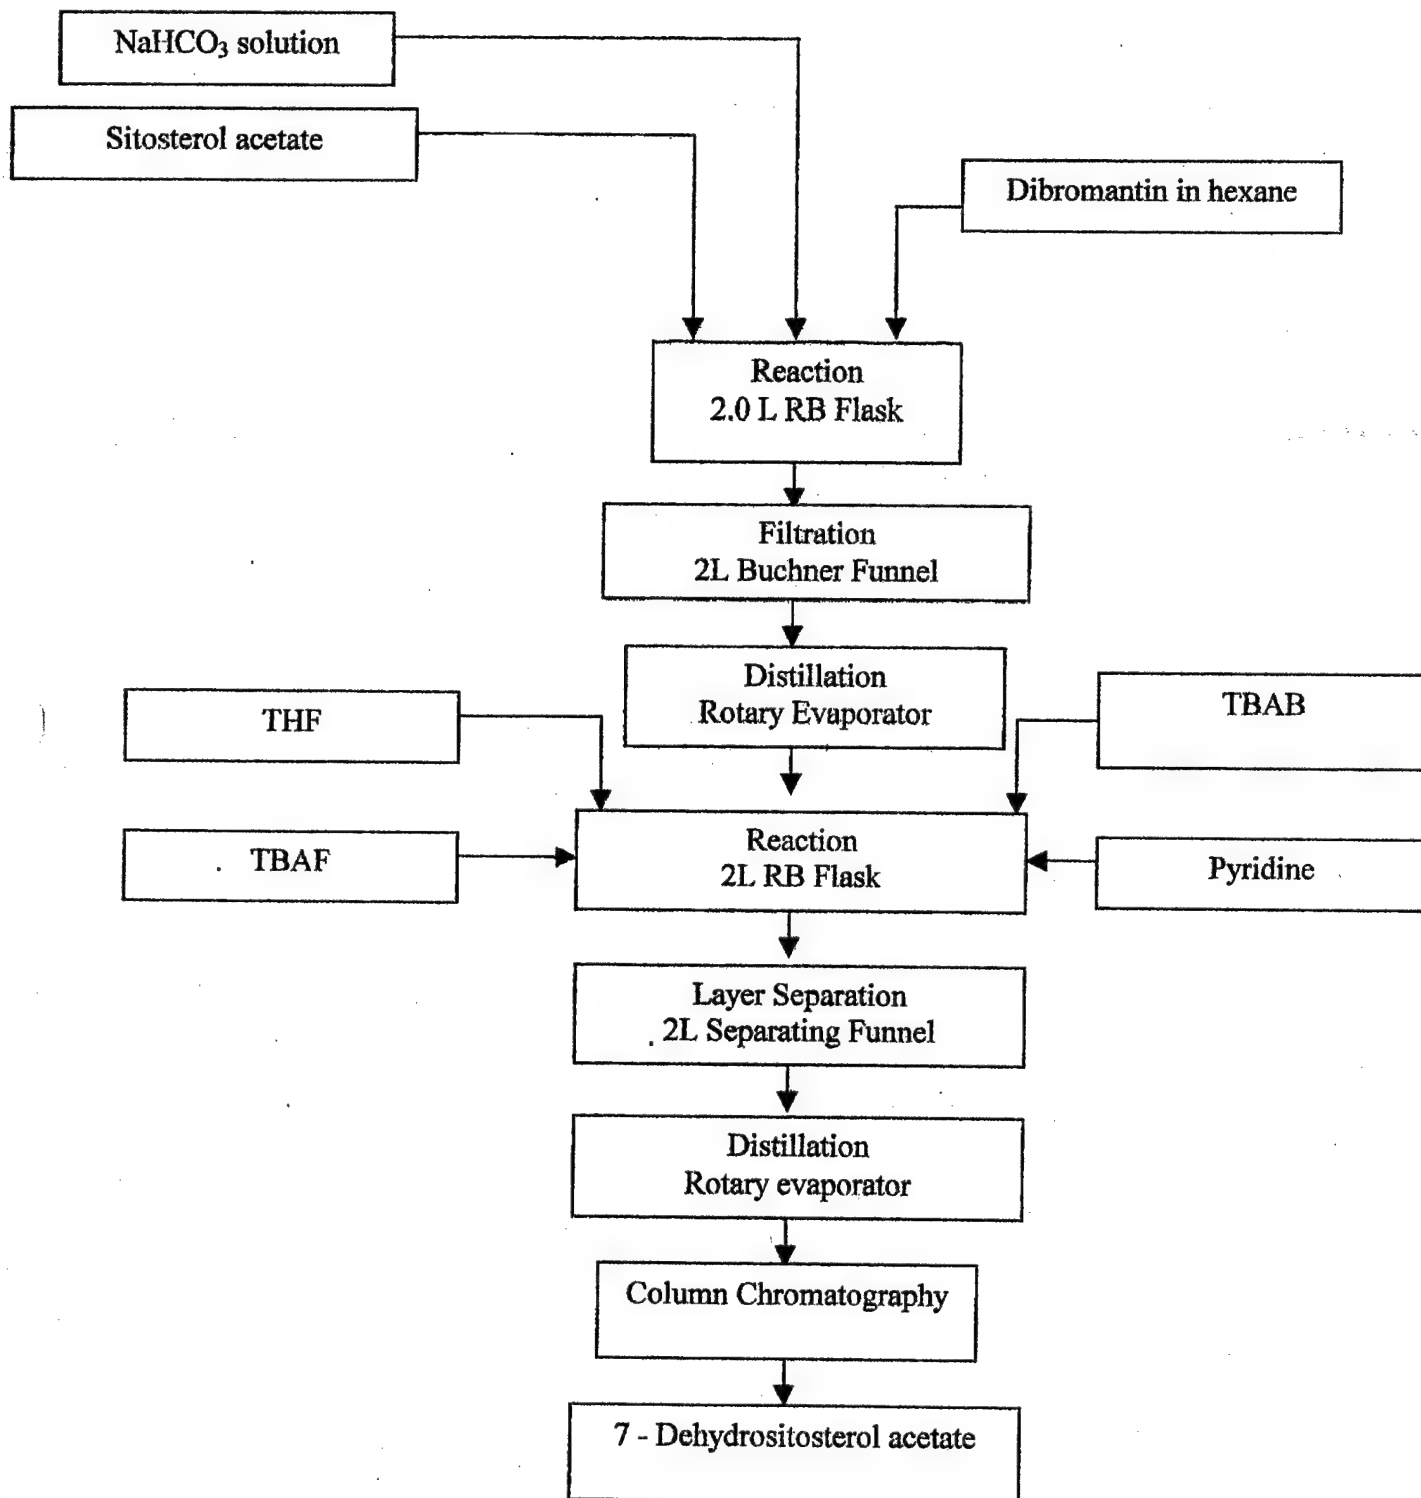 NaHCO₃ solution
Sitosterol acetate
Dibromantin in hexane
Reaction
2.0 L RB Flask
Filtration
2L Buchner Funnel
Distillation
Rotary Evaporator
THF
TBAB
TBAF
Reaction
2L RB Flask
Pyridine
Layer Separation
2L Separating Funnel
Distillation
Rotary evaporator
Column Chromatography
7 - Dehydrositosterol acetate